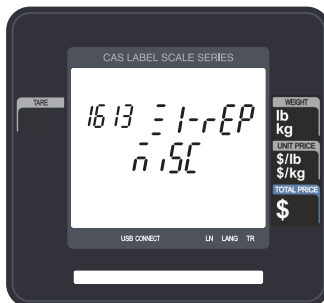 CAS LABEL SCALE SERIES
TARE
1613 Ξ 1-rEP
n̄ iSC
WEIGHT
lb
kg
UNIT PRICE
$/lb
$/kg
TOTAL PRICE
$
USB CONNECT LN LANG TR